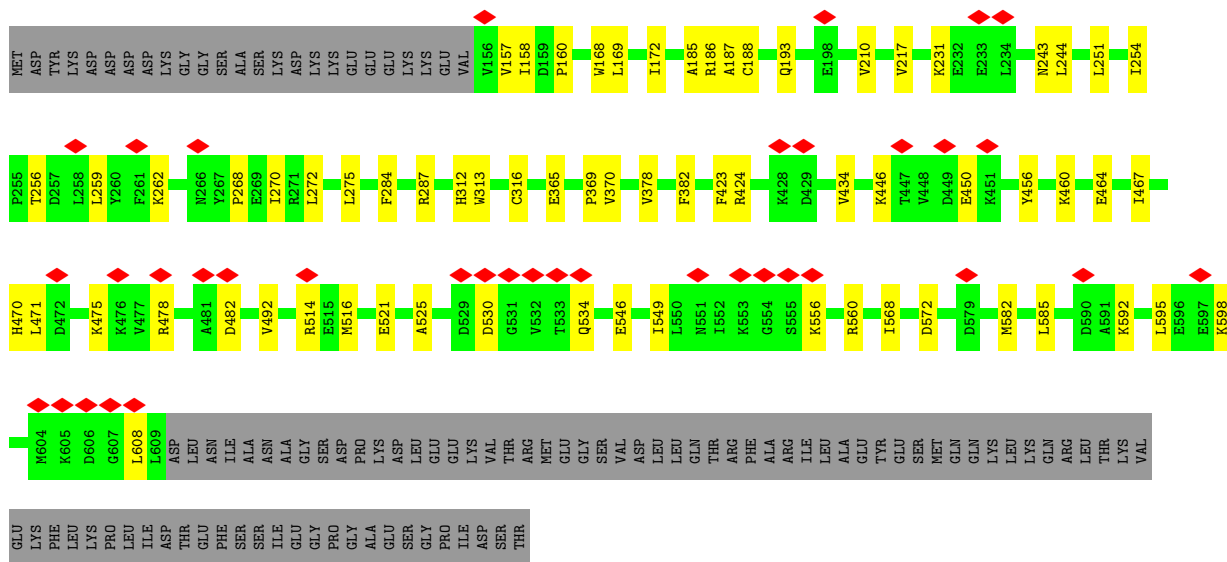 MET ASP TYR LYS ASP ASP ASP ASP LYS GLY GLY SER ALA SER LYS ASP LYS LYS GLU GLU GLU LYS LYS GLU VAL V156 V157 I158 D159 P160 W168 L169 I172 A185 R186 A187 C188 Q193 E198 V210 V217 K231 E232 E233 L234 N243 L244 L251 I254
P255 T256 D257 L258 L259 Y260 F261 K262 N266 Y267 P268 E269 I270 R271 L272 L275 F284 R287 H312 W313 C316 E365 P369 V370 V378 F382 F423 R424 K428 D429 V434 K446 T447 V448 D449 E450 K451 Y456 K460 E464 I467
H470 L471 D472 K475 K476 V477 R478 A481 D482 V492 R514 E515 M516 E521 A525 D529 D530 G531 V532 T533 Q534 E546 I549 L550 N551 I552 K553 G554 S555 K556 R560 I568 D572 D579 M582 L585 D590 A591 K592 L595 E596 E597 K598
M604 K605 D606 G607 L608 L609 ASP LEU ASN ILE ALA ASN ALA GLY SER ASP PRO LYS ASP LEU GLU GLU LYS VAL THR ARG MET GLU GLY SER VAL ASP LEU LEU GLN THR ARG PHE ALA ARG ILE LEU ALA GLU TYR GLU SER MET GLN GLN LYS LEU LYS GLN ARG LEU THR LYS VAL
GLU LYS PHE LEU LYS PRO LEU ILE ASP THR GLU PHE SER SER ILE GLU GLY PRO GLY ALA GLU SER GLY PRO ILE ASP SER THR